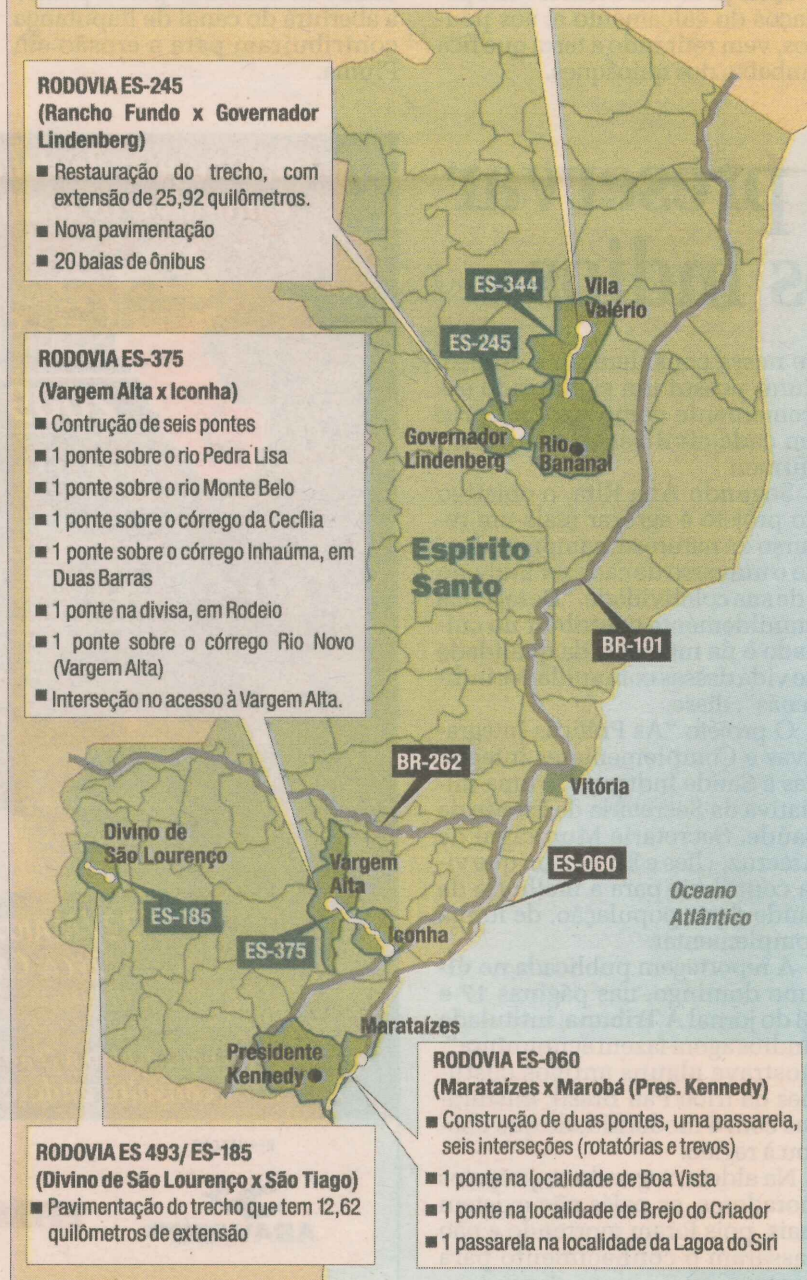 RODOVIA ES-245
(Rancho Fundo x Governador
Lindenberg)
■ Restauração do trecho, com
extensão de 25,92 quilômetros.
■ Nova pavimentação
■ 20 baias de ônibus
ES-344
Vila
Valério
ES-245
Governador
Lindenberg
Rio
Bananal
RODOVIA ES-375
(Vargem Alta x Iconha)
■ Contrução de seis pontes
■ 1 ponte sobre o rio Pedra Lisa
■ 1 ponte sobre o rio Monte Belo
■ 1 ponte sobre o córrego da Cecília
■ 1 ponte sobre o córrego Inhaúma, em
Duas Barras
■ 1 ponte na divisa, em Rodeio
■ 1 ponte sobre o córrego Rio Novo
(Vargem Alta)
■ Interseção no acesso à Vargem Alta.
Espírito
Santo
BR-101
BR-262
Vitória
Divino de
São Lourenço
Vargem
Alta
ES-060
Oceano
Atlântico
ES-185
ES-375
Iconha
Marataízes
Presidente
Kennedy
RODOVIA ES-060
(Marataízes x Marobá (Pres. Kennedy)
■ Construção de duas pontes, uma passarela,
seis interseções (rotatórias e trevos)
■ 1 ponte na localidade de Boa Vista
■ 1 ponte na localidade de Brejo do Criador
■ 1 passarela na localidade da Lagoa do Siri
RODOVIA ES 493/ ES-185
(Divino de São Lourenço x São Tiago)
■ Pavimentação do trecho que tem 12,62
quilômetros de extensão